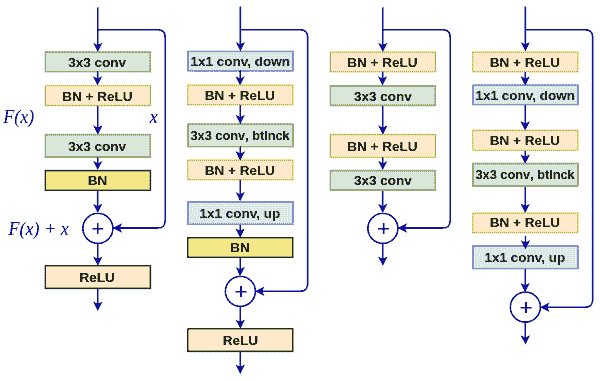 3x3 conv
BN + ReLU
F(x)
x
3x3 conv
BN
F(x) + x
+
ReLU
1x1 conv, down
BN + ReLU
3x3 conv, btlnck
BN + ReLU
1x1 conv, up
BN
+
ReLU
BN + ReLU
3x3 conv
BN + ReLU
3x3 conv
+
BN + ReLU
1x1 conv, down
BN + ReLU
3x3 conv, btlnck
BN + ReLU
1x1 conv, up
+